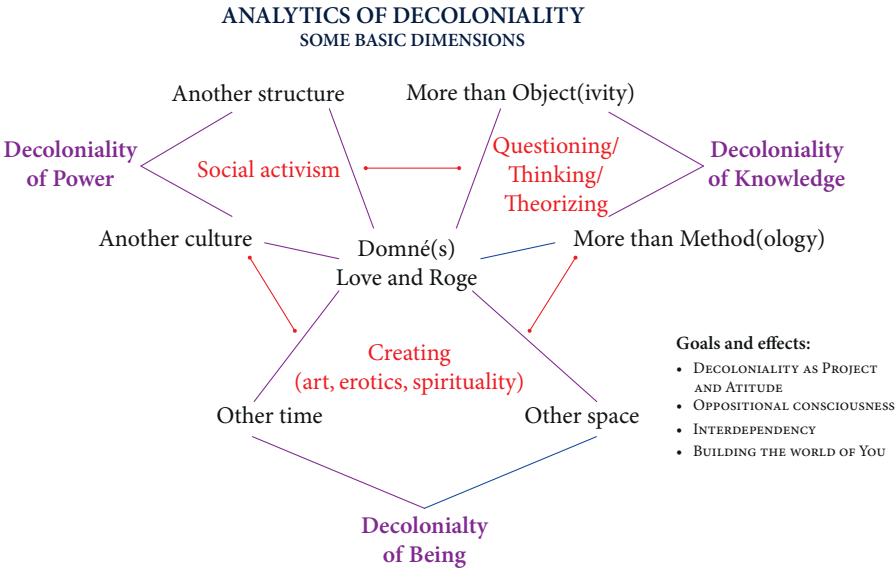 ANALYTICS OF DECOLONIALITY
SOME BASIC DIMENSIONS
Another structure
More than Object(ivity)
Decoloniality
of Power
Social activism
Questioning/
Thinking/
Theorizing
Decoloniality
of Knowledge
Another culture
Domné(s)
Love and Roge
More than Method(ology)
Creating
(art, erotics, spirituality)
Other time
Other space
Goals and effects:
• Decoloniality as Project
and Atitude
• Oppositional consciousness
• Interdependency
• Building the world of You
Decolonialty
of Being